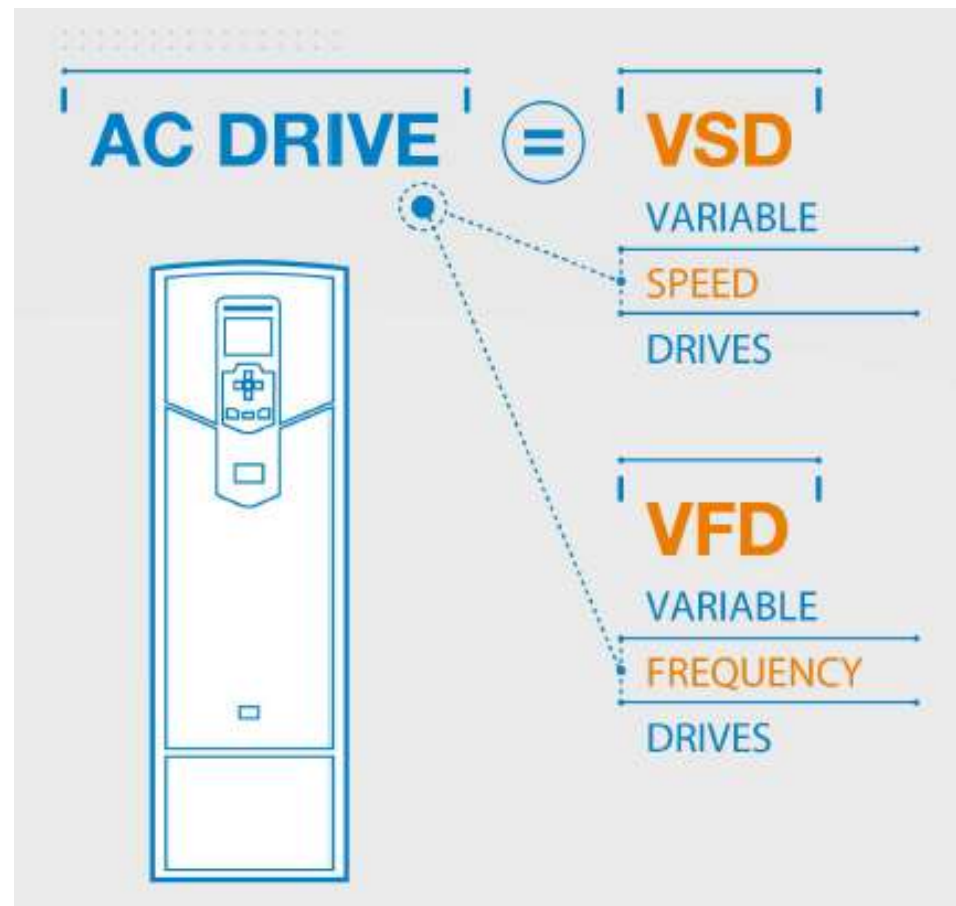 AC DRIVE = VSD
VARIABLE
SPEED
DRIVES
VFD
VARIABLE
FREQUENCY
DRIVES